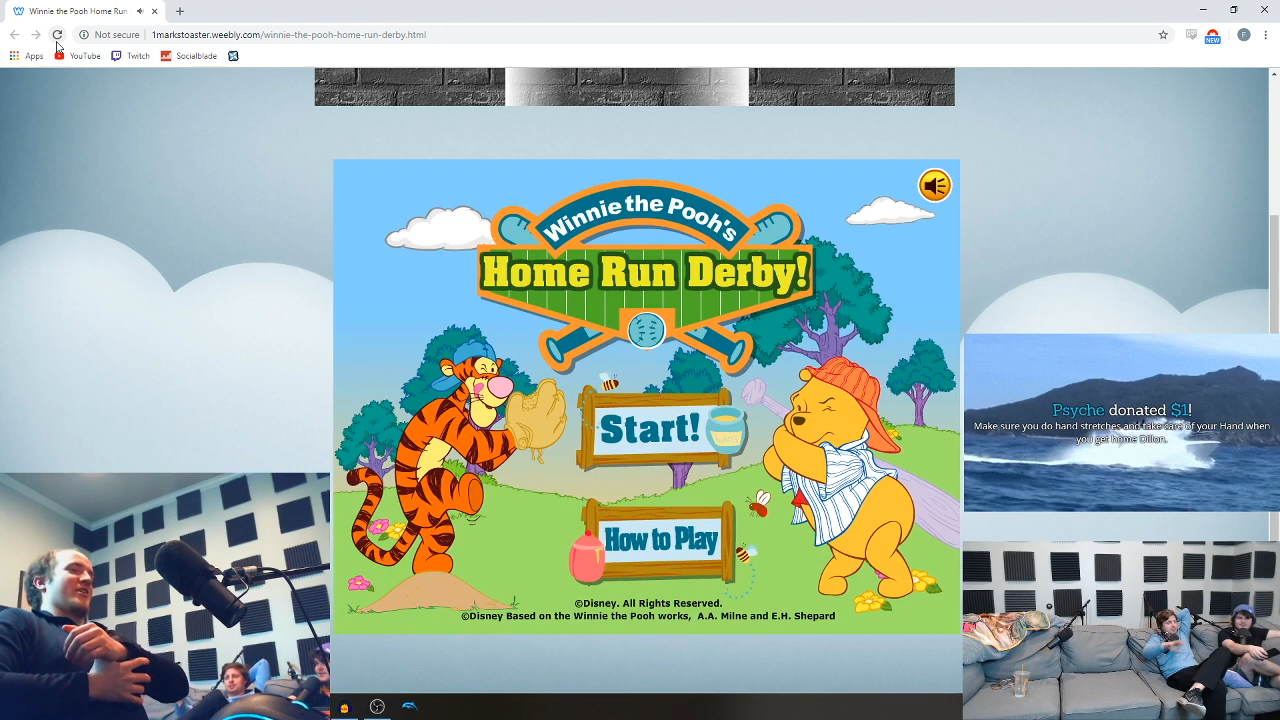 Winnie the Pooh Home Run
Not secure
1markstoaster.weebly.com/winnie-the-pooh-home-run-derby.html
NEW
F
Apps
YouTube
Twitch
Socialblade
Winnie the Pooh's
Home Run Derby!
Start!
How to Play
©Disney. All Rights Reserved.
©Disney Based on the Winnie the Pooh works, A.A. Milne and E.H. Shepard
Psyche donated $1!
Make sure you do hand stretches and take care of your Hand when
you get home Dillon.